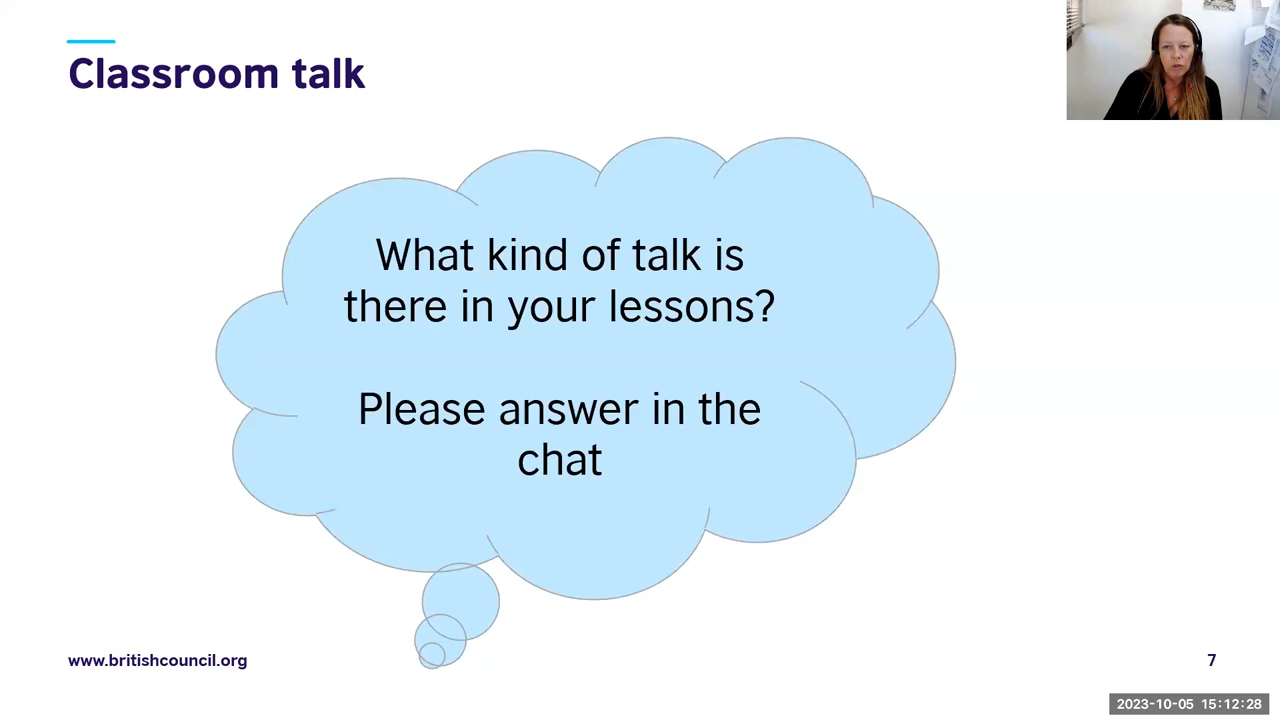 Classroom talk
What kind of talk is
there in your lessons?
Please answer in the
chat
www.britishcouncil.org
7
2023-10-05 15:12:28